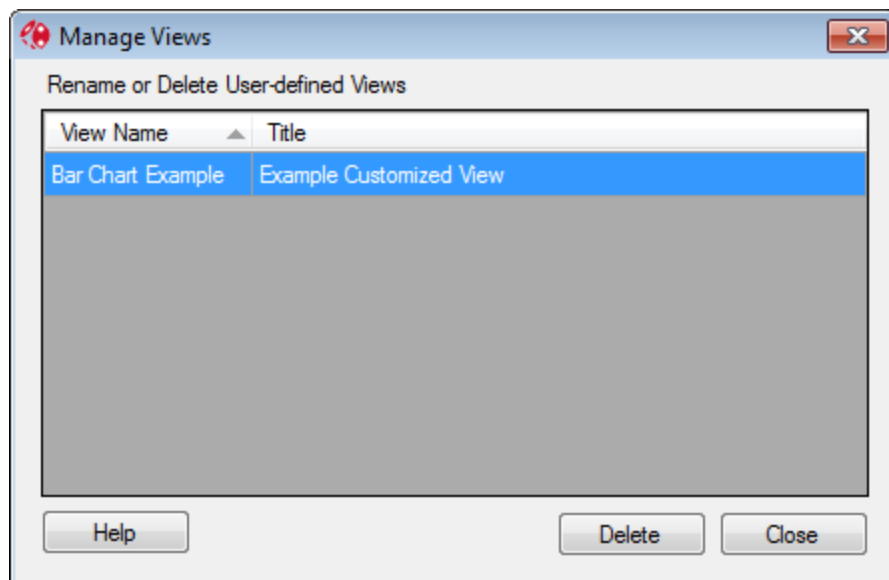 Manage Views
Rename or Delete User-defined Views
View Name Title
Bar Chart Example Example Customized View
Help Delete Close